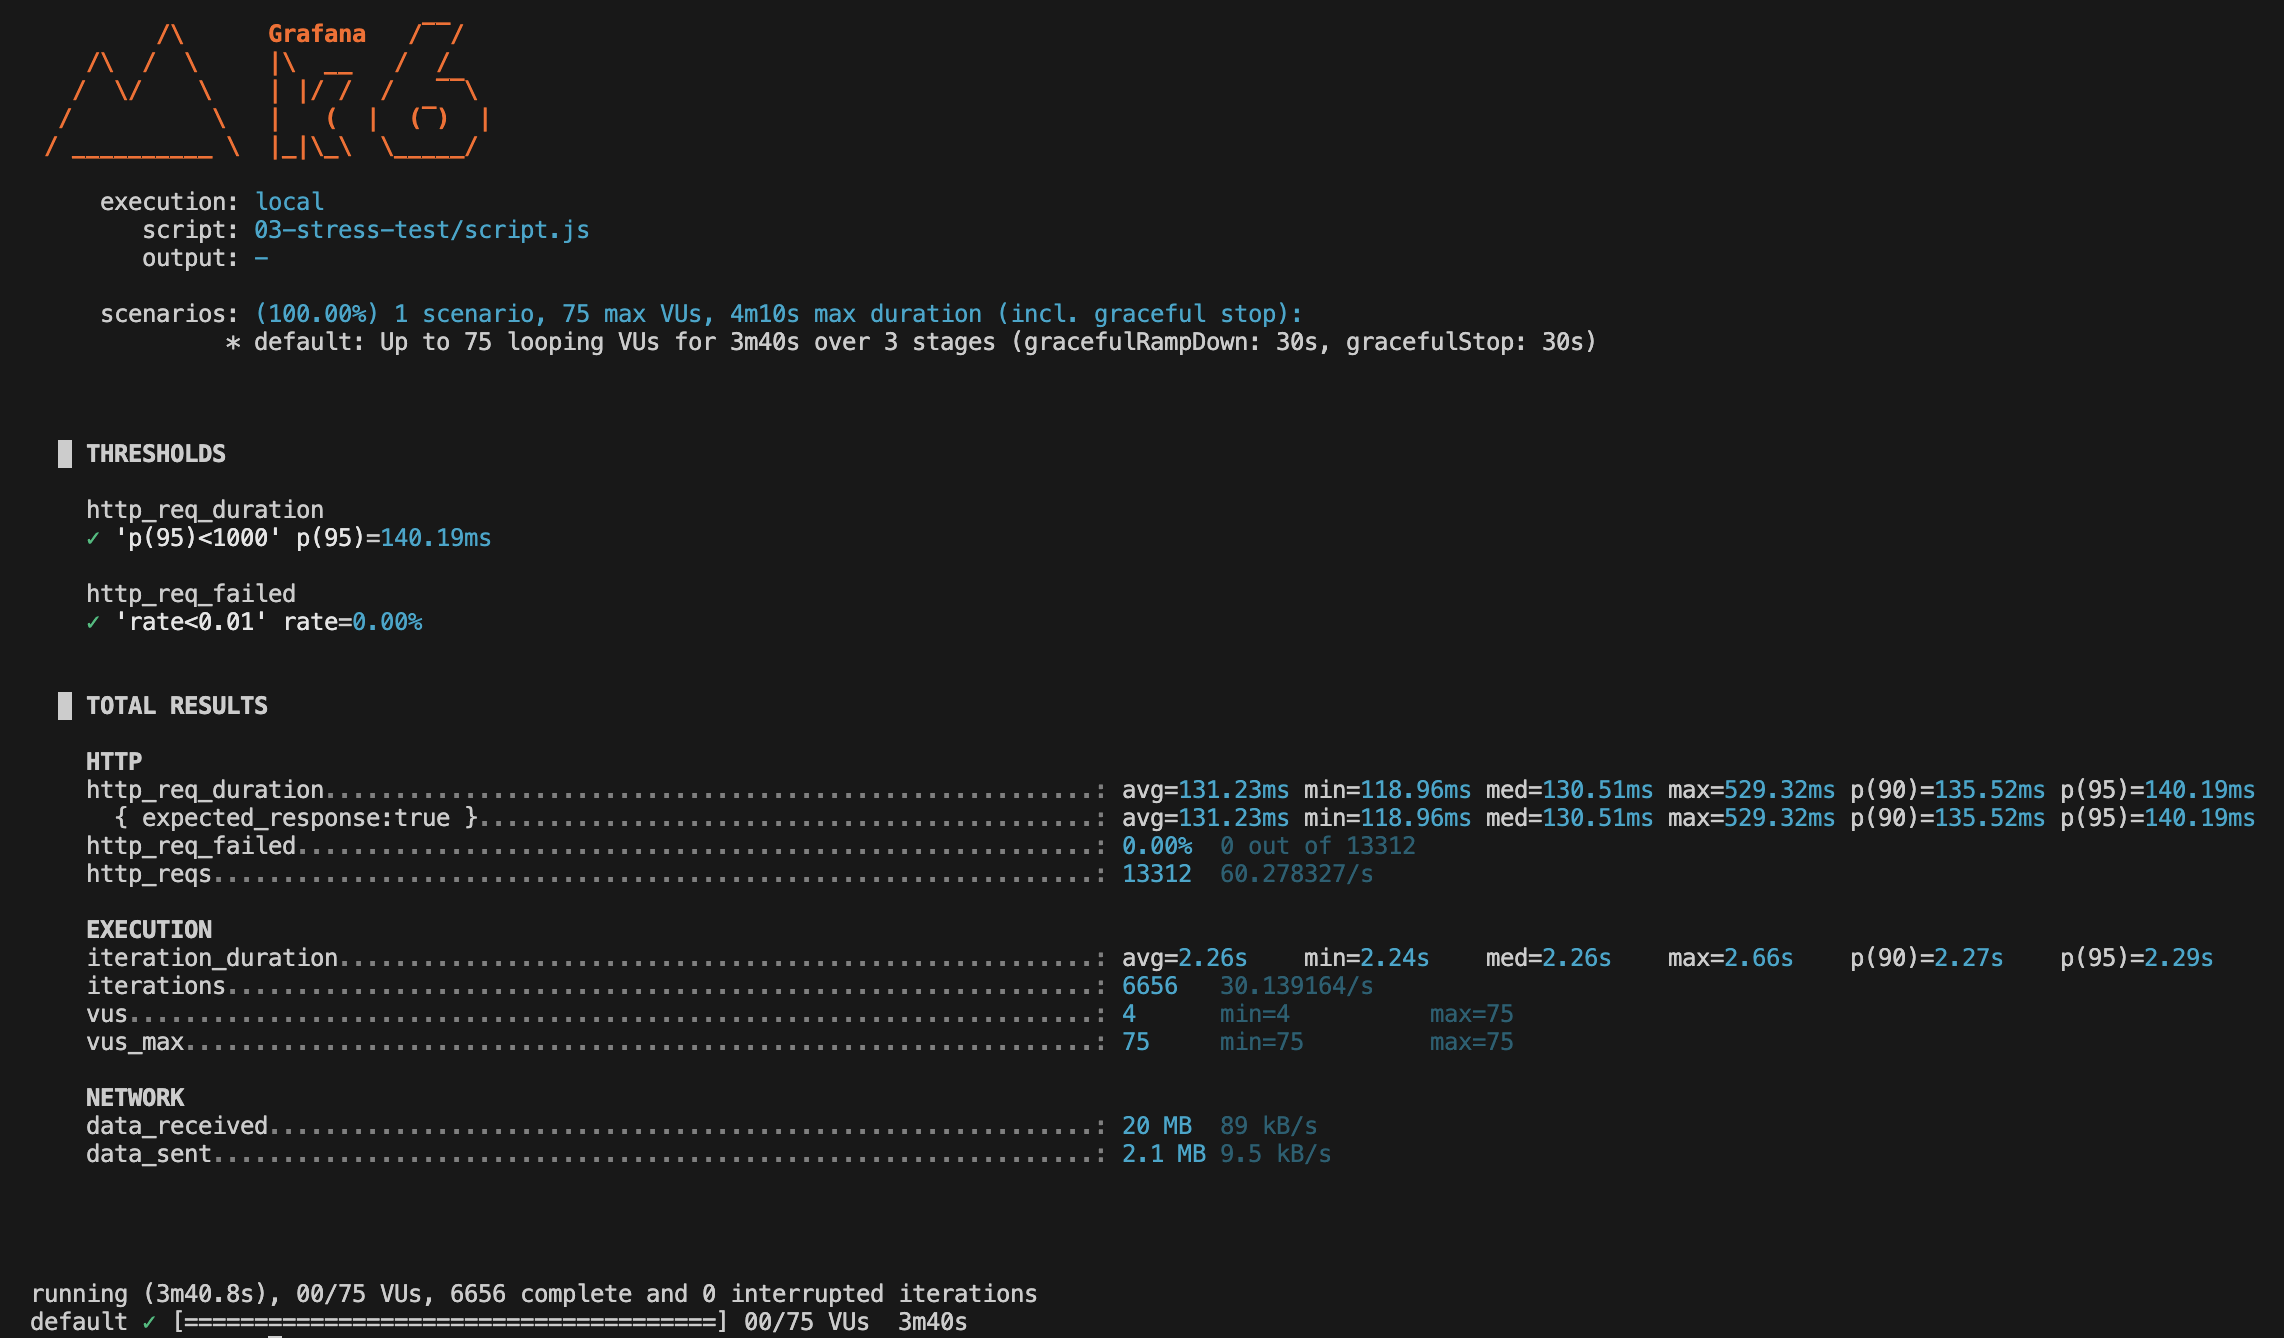 Grafana
execution: local
script: 03-stress-test/script.js
output: -
scenarios: (100.00%) 1 scenario, 75 max VUs, 4m10s max duration (incl. graceful stop):
* default: Up to 75 looping VUs for 3m40s over 3 stages (gracefulRampDown: 30s, gracefulStop: 30s)
█ THRESHOLDS
http_req_duration
✓ 'p(95)<1000' p(95)=140.19ms
http_req_failed
✓ 'rate<0.01' rate=0.00%
█ TOTAL RESULTS
HTTP
http_req_duration.......................................................: avg=131.23ms min=118.96ms med=130.51ms max=529.32ms p(90)=135.52ms p(95)=140.19ms
{ expected_response:true }............................................: avg=131.23ms min=118.96ms med=130.51ms max=529.32ms p(90)=135.52ms p(95)=140.19ms
http_req_failed.........................................................: 0.00% 0 out of 13312
http_reqs...............................................................: 13312 60.278327/s
EXECUTION
iteration_duration......................................................: avg=2.26s min=2.24s med=2.26s max=2.66s p(90)=2.27s p(95)=2.29s
iterations..............................................................: 6656 30.139164/s
vus.....................................................................: 4 min=4 max=75
vus_max.................................................................: 75 min=75 max=75
NETWORK
data_received...........................................................: 20 MB 89 kB/s
data_sent...............................................................: 2.1 MB 9.5 kB/s
running (3m40.8s), 00/75 VUs, 6656 complete and 0 interrupted iterations
default ✓ [======================================] 00/75 VUs 3m40s